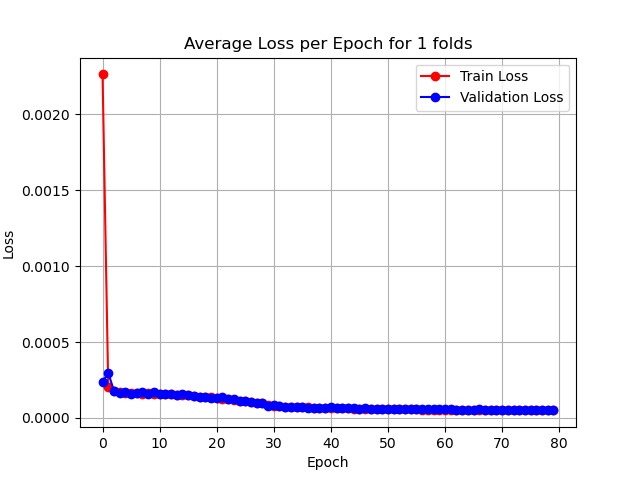 Average Loss per Epoch for 1 folds
Train Loss
Validation Loss
0.0020
0.0015
0.0010
0.0005
0.0000
Loss
0 10 20 30 40 50 60 70 80
Epoch